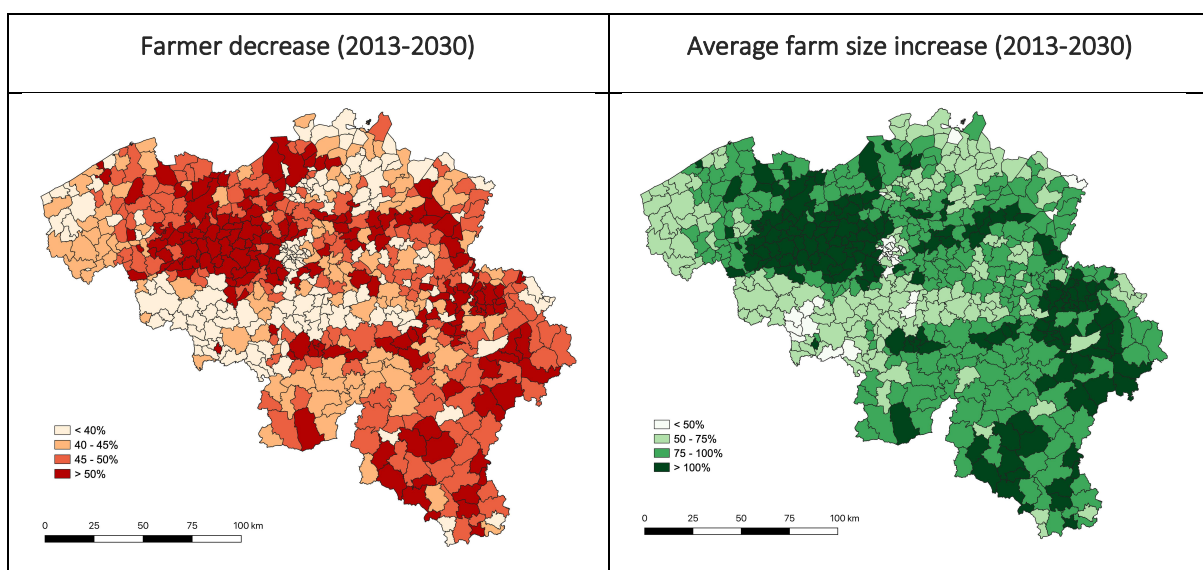 Farmer decrease (2013-2030)
Average farm size increase (2013-2030)
< 40%
40 - 45%
45 - 50%
> 50%
0 25 50 75 100 km
< 50%
50 - 75%
75 - 100%
> 100%
0 25 50 75 100 km